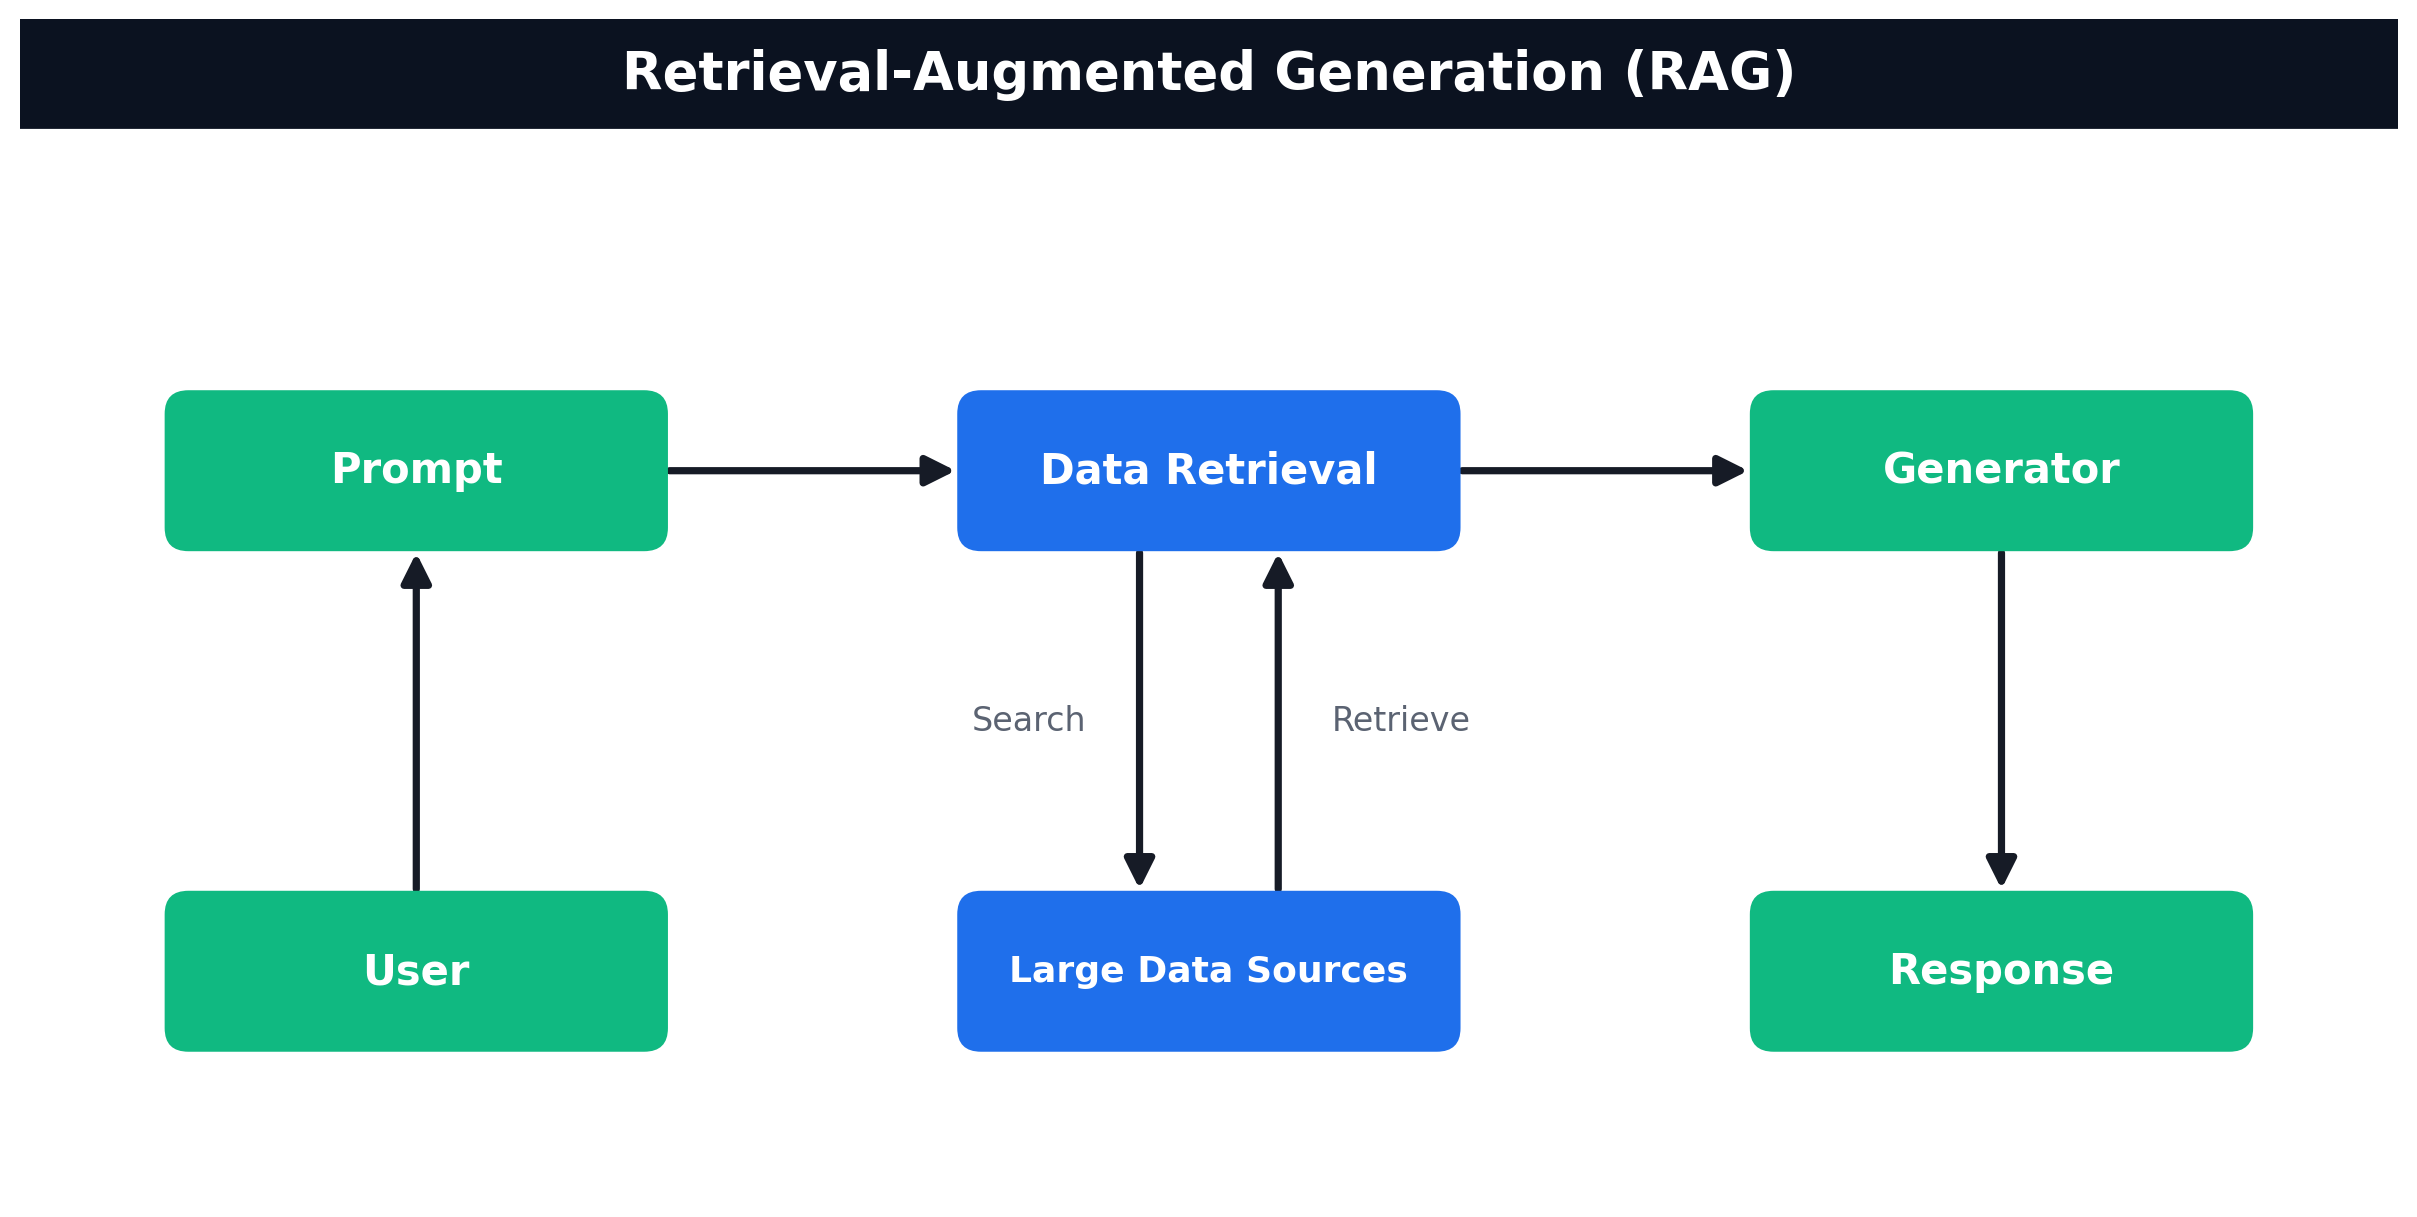 Retrieval-Augmented Generation (RAG)
Prompt
Data Retrieval
Generator
Search
Retrieve
User
Large Data Sources
Response